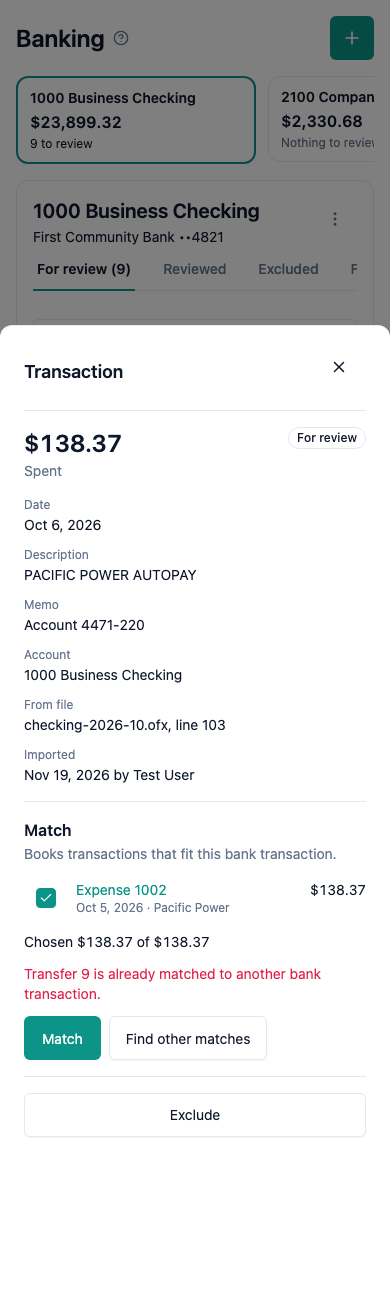 Banking
1000 Business Checking
$23,899.32
9 to review
2100 Compan
$2,330.68
Nothing to review
1000 Business Checking
First Community Bank ••4821
For review (9)
Reviewed
Excluded
F
Transaction
$138.37
For review
Spent
Date
Oct 6, 2026
Description
PACIFIC POWER AUTOPAY
Memo
Account 4471-220
Account
1000 Business Checking
From file
checking-2026-10.ofx, line 103
Imported
Nov 19, 2026 by Test User
Match
Books transactions that fit this bank transaction.
Expense 1002
$138.37
Oct 5, 2026 · Pacific Power
Chosen $138.37 of $138.37
Transfer 9 is already matched to another bank
transaction.
Match
Find other matches
Exclude